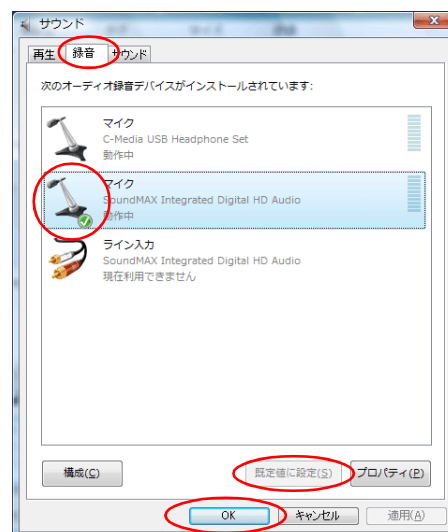 サウンド
再生 録音 サウンド
次のオーディオ録音デバイスがインストールされています:
マイク
C-Media USB Headphone Set
動作中
マイク
SoundMAX Integrated Digital HD Audio
動作中
ライン入力
SoundMAX Integrated Digital HD Audio
現在利用できません
構成(C) 既定値に設定(S) プロパティ(P)
OK キャンセル 適用(A)